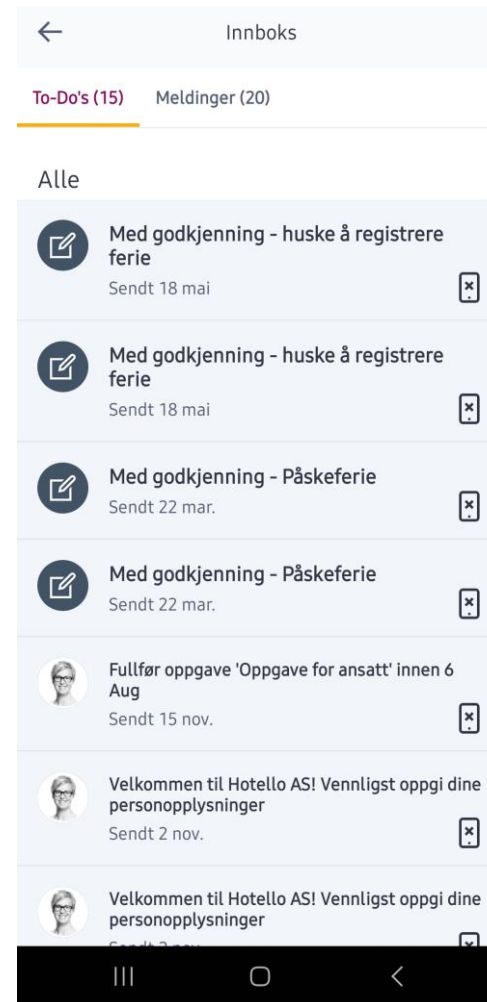 Innboks
To-Do's (15) Meldinger (20)
Alle
Med godkjenning - huske å registrere
ferie
Sendt 18 mai
Med godkjenning - huske å registrere
ferie
Sendt 18 mai
Med godkjenning - Påskeferie
Sendt 22 mar.
Med godkjenning - Påskeferie
Sendt 22 mar.
Fullfør oppgave 'Oppgave for ansatt' innen 6
Aug
Sendt 15 nov.
Velkommen til Hotello AS! Vennligst oppgi dine
personopplysninger
Sendt 2 nov.
Velkommen til Hotello AS! Vennligst oppgi dine
personopplysninger